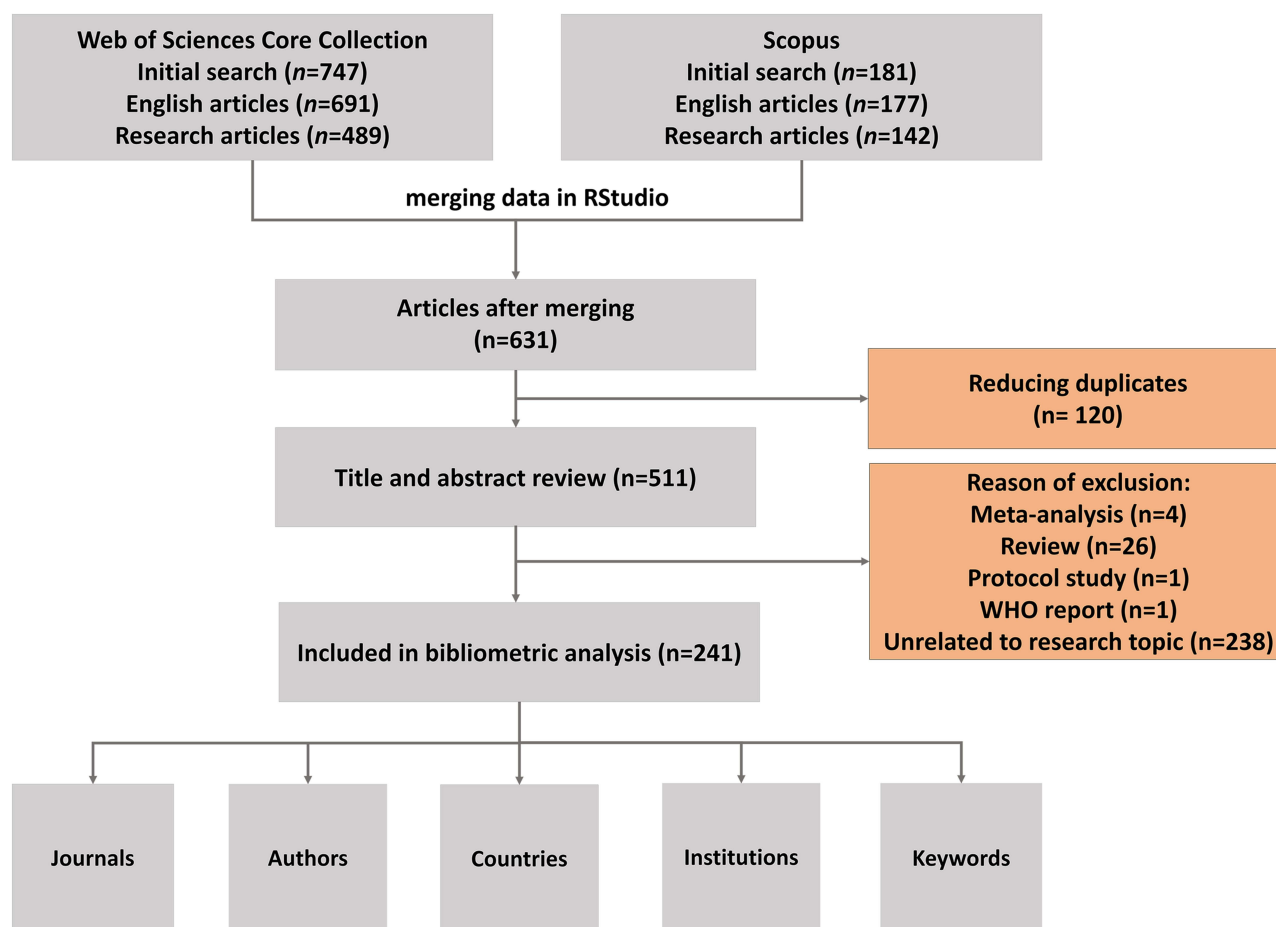 Web of Sciences Core Collection
Initial search (n=747)
English articles (n=691)
Research articles (n=489)
Scopus
Initial search (n=181)
English articles (n=177)
Research articles (n=142)
merging data in RStudio
Articles after merging
(n=631)
Reducing duplicates
(n= 120)
Title and abstract review (n=511)
Reason of exclusion:
Meta-analysis (n=4)
Review (n=26)
Protocol study (n=1)
WHO report (n=1)
Unrelated to research topic (n=238)
Included in bibliometric analysis (n=241)
Journals
Authors
Countries
Institutions
Keywords